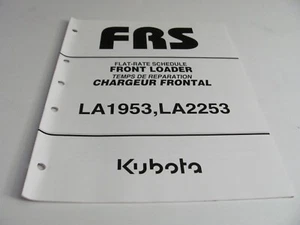 FRS
FLAT-RATE SCHEDULE
FRONT LOADER
TEMPS DE REPARATION
CHARGEUR FRONTAL
LA1953,LA2253
Kubota